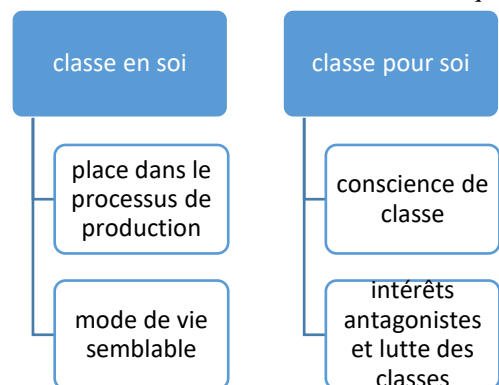 classe en soi
place dans le
processus de
production
mode de vie
semblable
classe pour soi
conscience de
classe
intérêts
antagonistes
et lutte des
classes